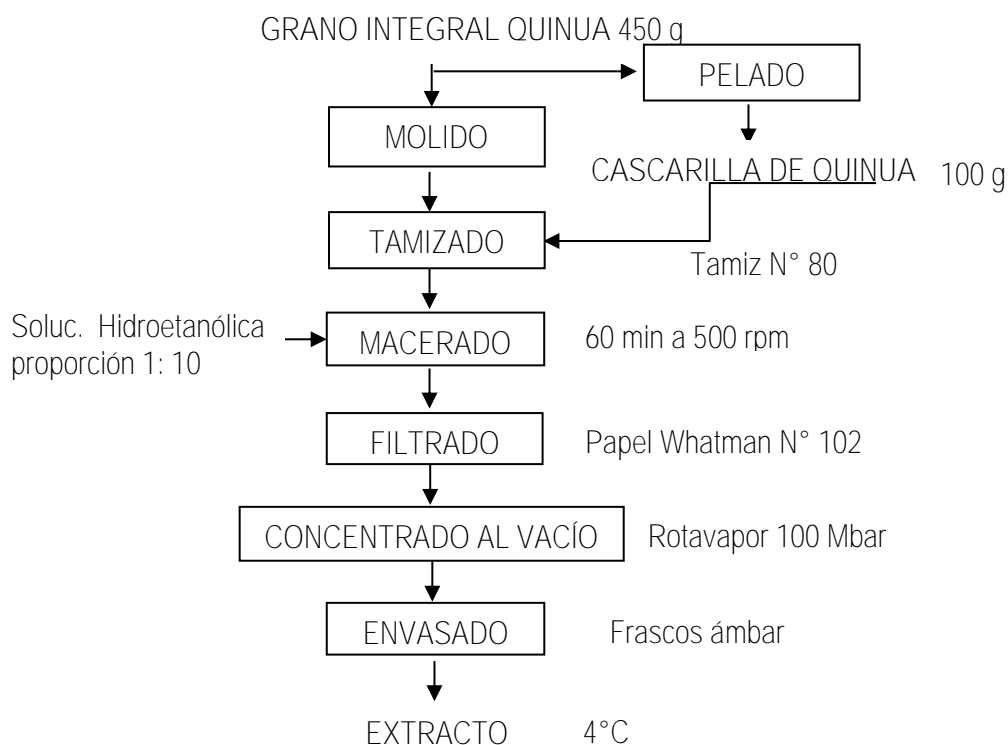 GRANO INTEGRAL QUINUA 450 g
PELADO
MOLIDO
CASCARILLA DE QUINUA 100 g
TAMIZADO
Tamiz N° 80
Soluc. Hidroetanólica
proporción 1: 10
MACERADO
60 min a 500 rpm
FILTRADO
Papel Whatman N° 102
CONCENTRADO AL VACÍO
Rotavapor 100 Mbar
ENVASADO
Frascos ámbar
EXTRACTO
4°C